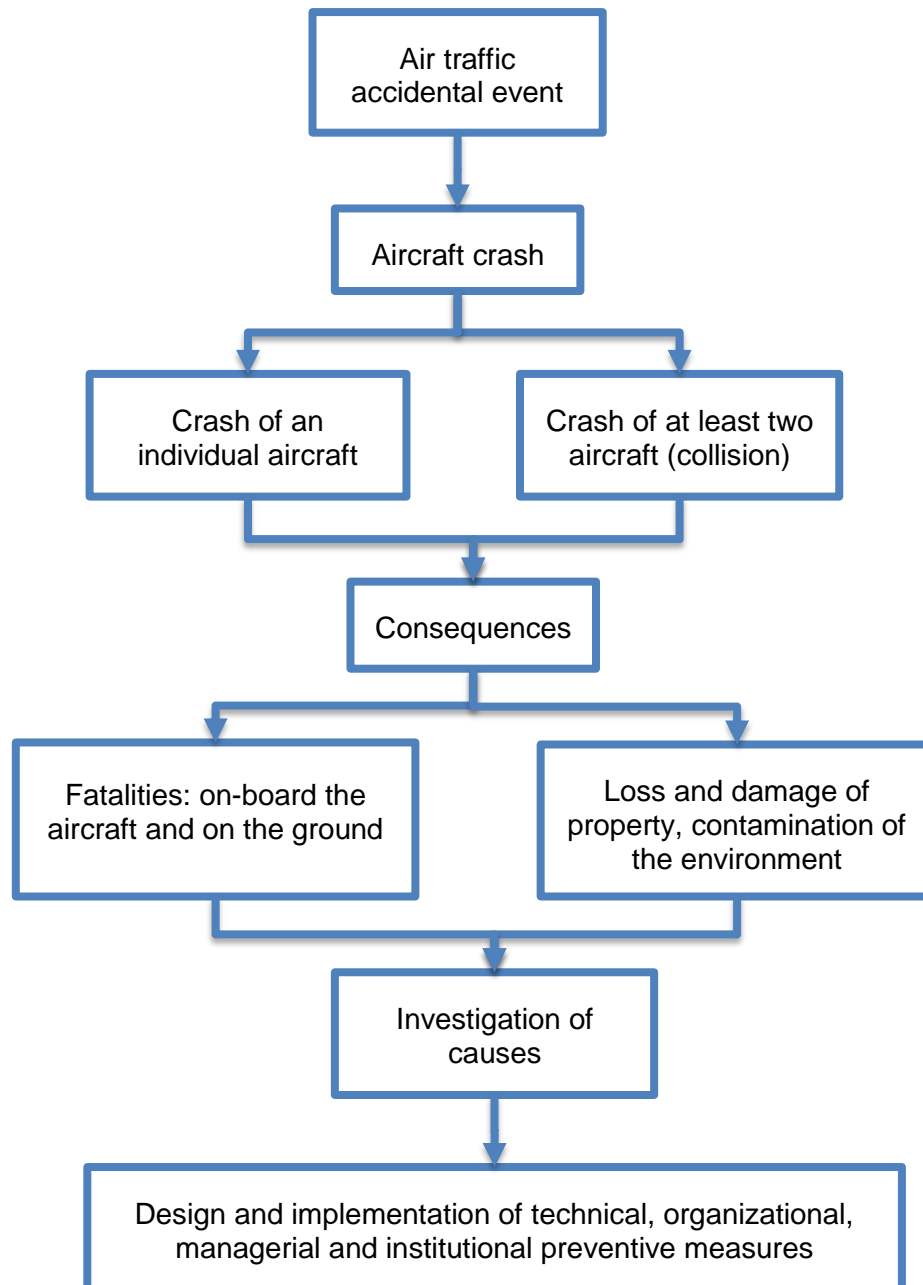 Air traffic
accidental event
Aircraft crash
Crash of an
individual aircraft
Crash of at least two
aircraft (collision)
Consequences
Fatalities: on-board the
aircraft and on the ground
Loss and damage of
property, contamination of
the environment
Investigation of
causes
Design and implementation of technical, organizational,
managerial and institutional preventive measures